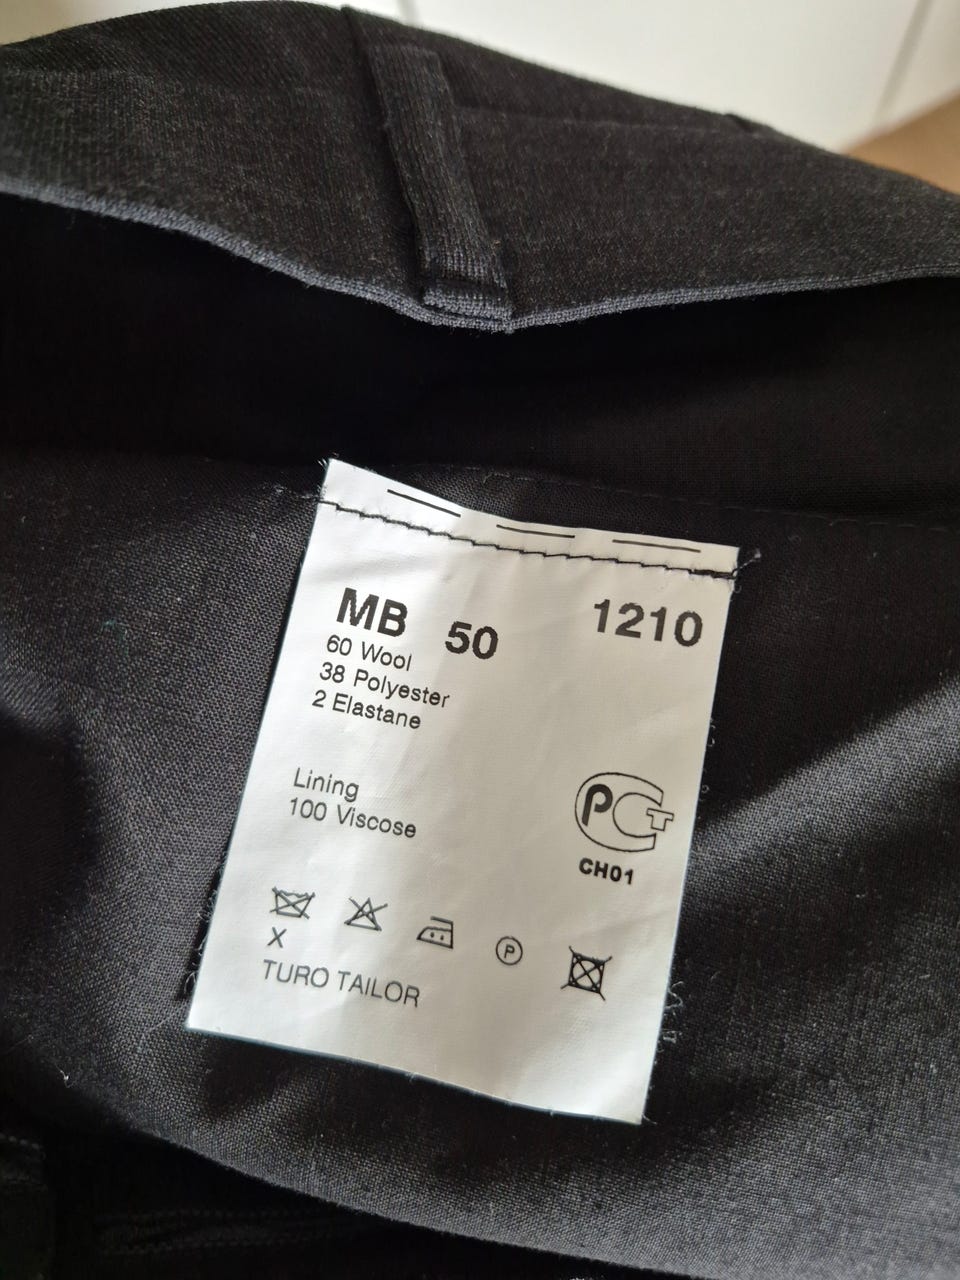 MB 50 1210
60 Wool
38 Polyester
2 Elastane
Lining
100 Viscose
PCT
CH01
P
X
TURO TAILOR